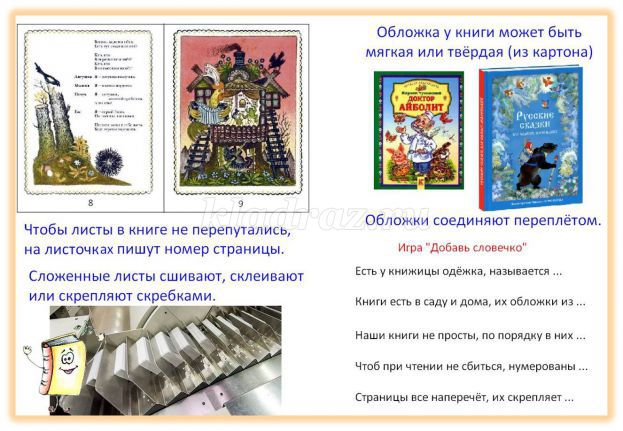 8
9
Чтобы листы в книге не перепутались,
на листочках пишут номер страницы.
Сложенные листы сшивают, склеивают
или скрепляют скребками.
Обложка у книги может быть
мягкая или твёрдая (из картона)
ДОКТОР
АЙБОЛИТ
РУССКИЕ
СКАЗКИ
Обложки соединяют переплётом.
Игра "Добавь словечко"
Есть у книжицы одёжка, называется ...
Книги есть в саду и дома, их обложки из ...
Наши книги не просты, по порядку в них ...
Чтоб при чтении не сбиться, нумерованы ...
Страницы все наперечёт, их скрепляет ...
kladraz.ru